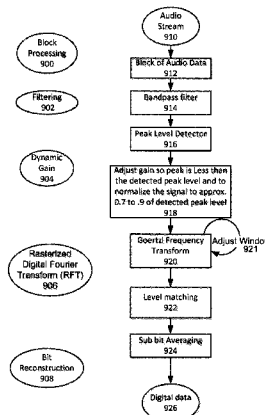 Audio
Stream
910
Block
Processing
900
Block of Audio Data
912
Filtering
902
Bandpass filter
914
Peak Level Detector
916
Dynamic
Gain
904
Adjust gain so peak is Less than
the detected peak level and to
normalize the signal to approx.
0.7 to .9 of detected peak level
918
Goertzl Frequency
Transform
920
Adjust Window
921
Rasterized
Digital Fourier
Transform (RFT)
906
Level matching
922
Sub bit Averaging
924
Bit
Reconstruction
908
Digital data
926